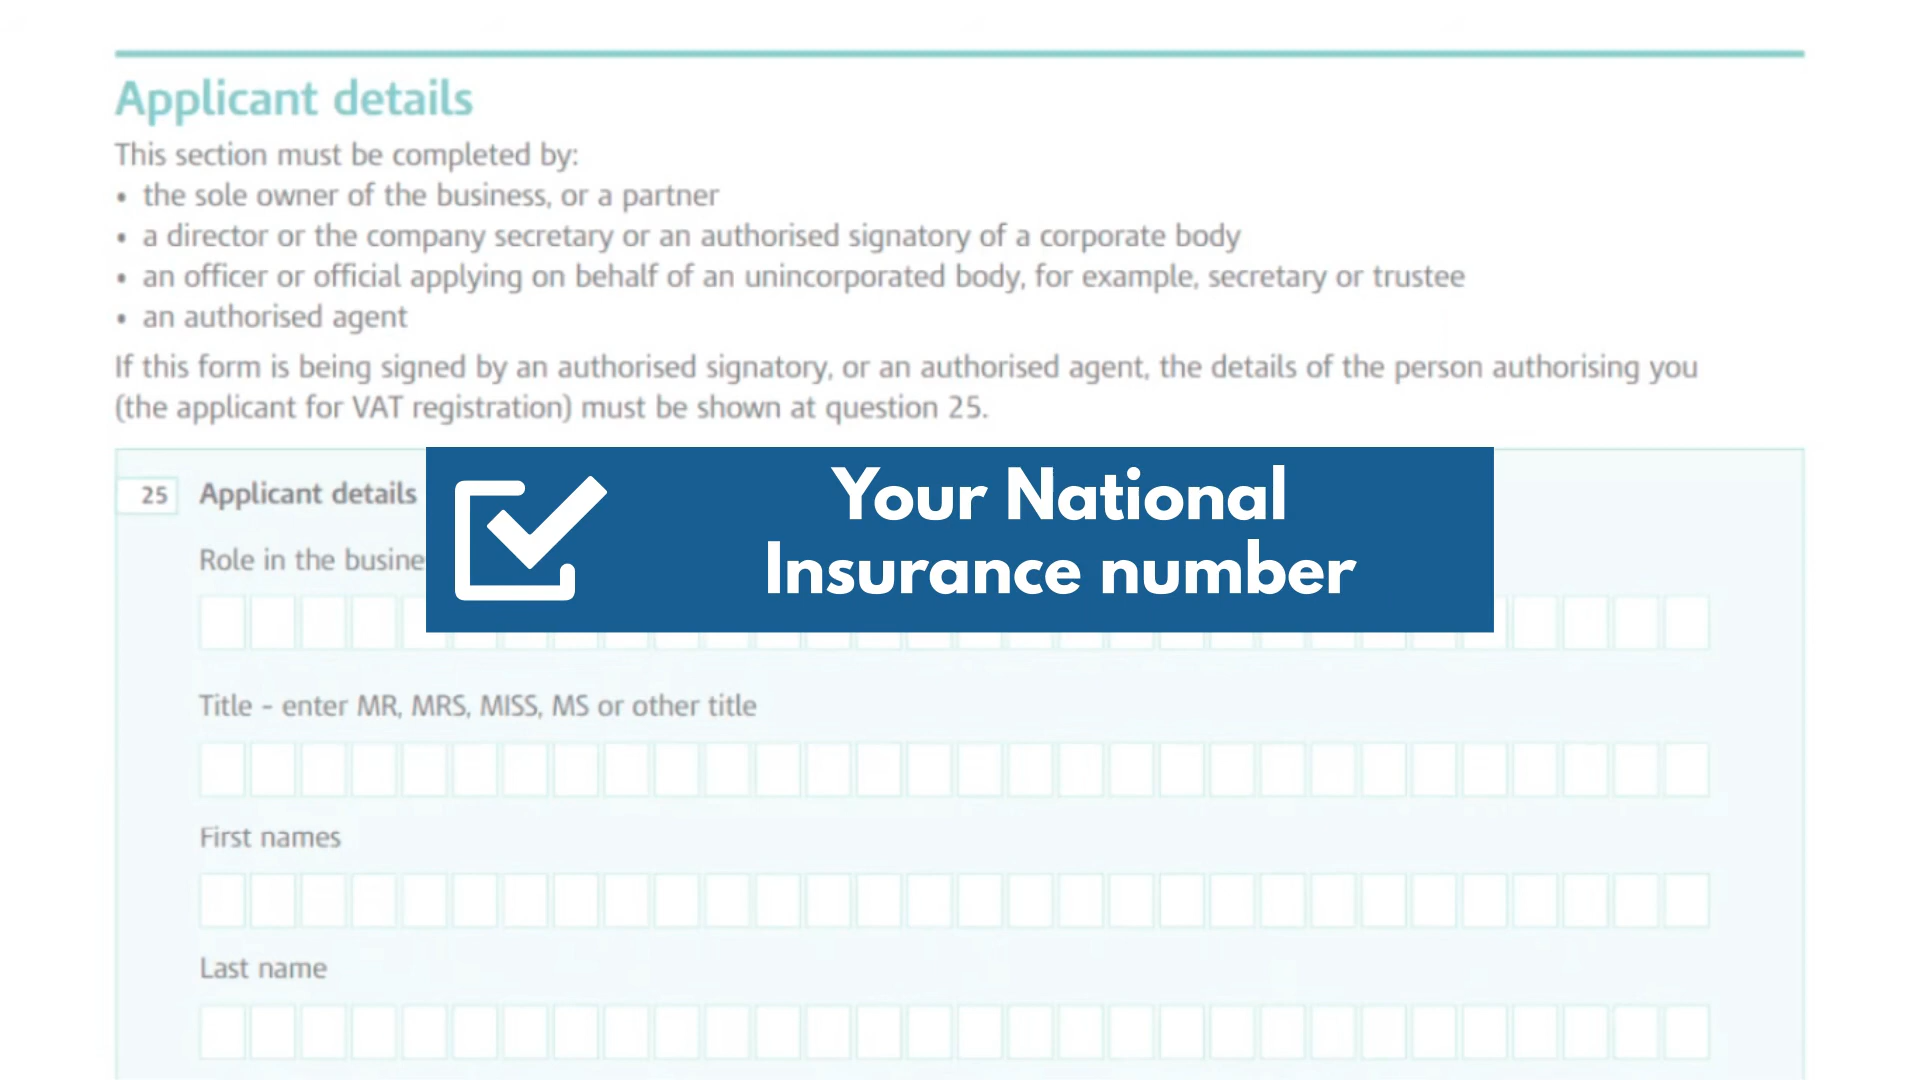 Applicant details
This section must be completed by:
• the sole owner of the business, or a partner
• a director or the company secretary or an authorised signatory of a corporate body
• an officer or official applying on behalf of an unincorporated body, for example, secretary or trustee
• an authorised agent
If this form is being signed by an authorised signatory, or an authorised agent, the details of the person authorising you
(the applicant for VAT registration) must be shown at question 25.
25 Applicant details
Your National
Insurance number
Role in the busine
Title – enter MR, MRS, MISS, MS or other title
First names
Last name